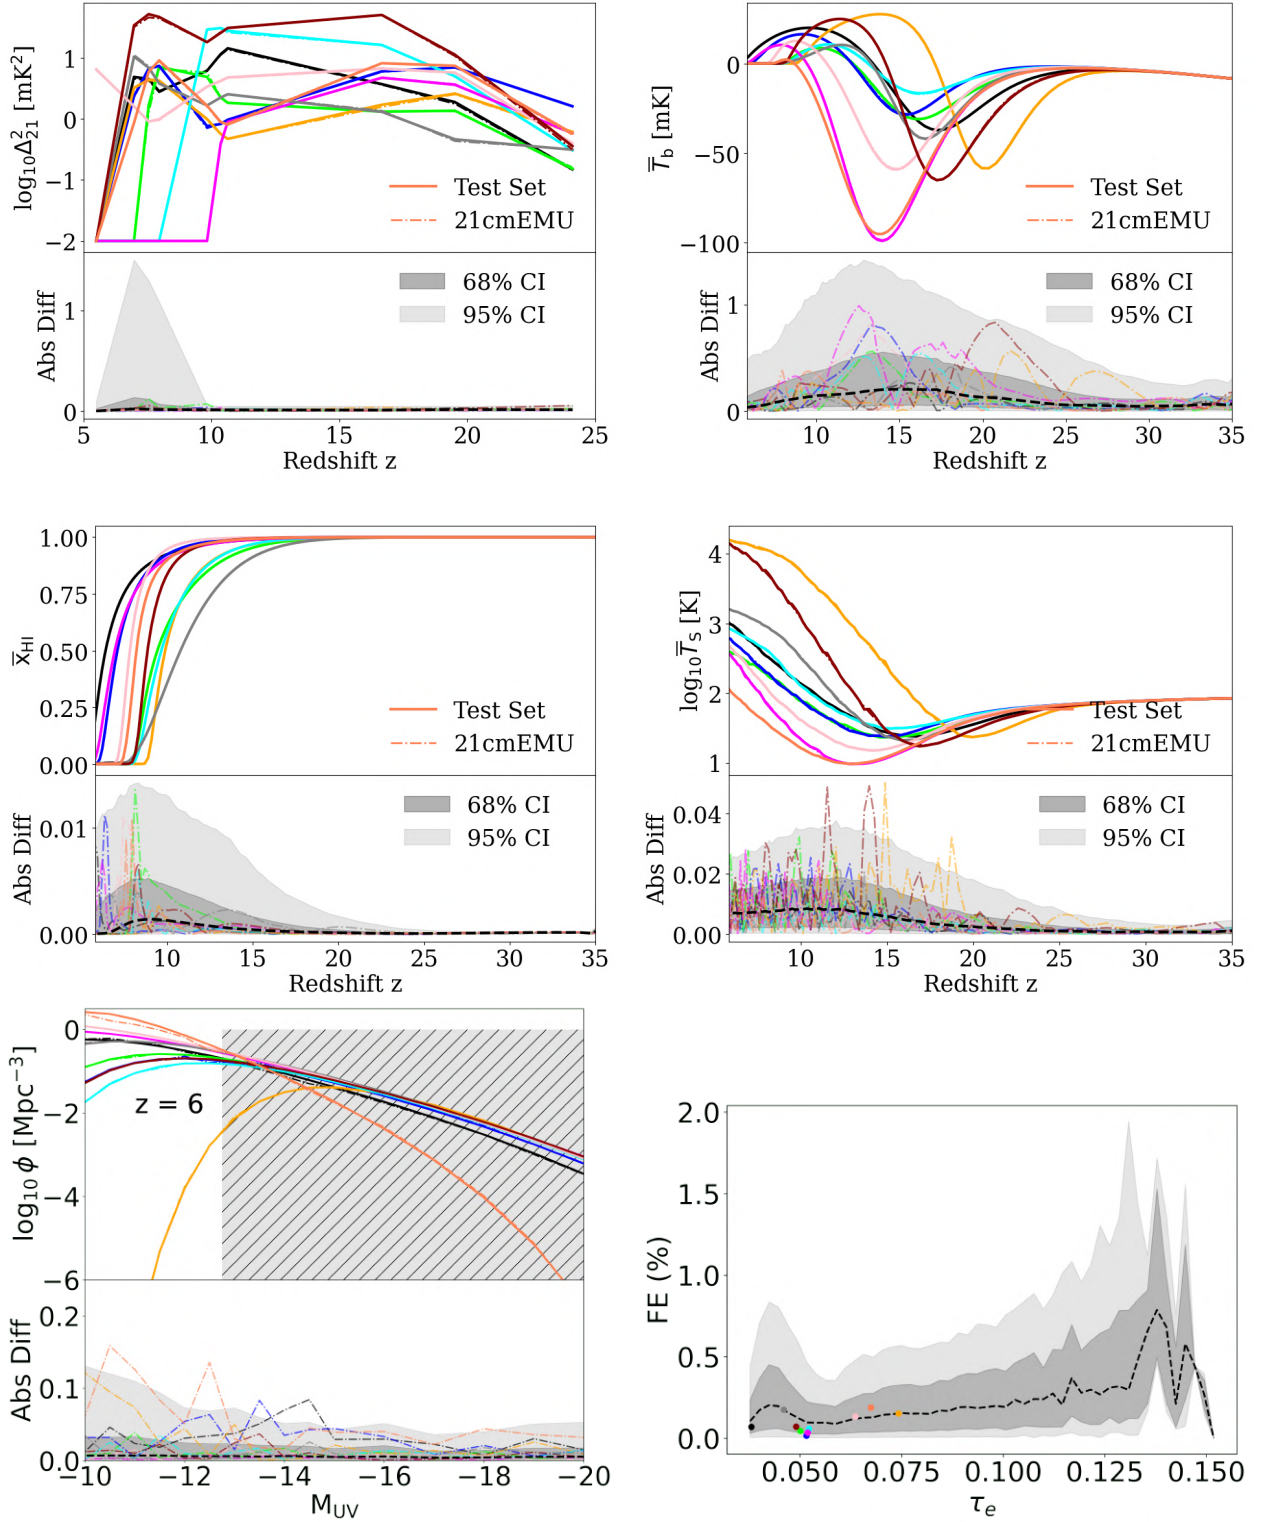 log₁₀Δ²₂₁ [mK²]
1
0
−1
−2
Test Set
21cmEMU
Abs Diff
1
0
68% CI
95% CI
5 10 15 20 25
Redshift z
T̅b [mK]
0
−50
−100
Test Set
21cmEMU
Abs Diff
1
0
68% CI
95% CI
10 15 20 25 30 35
Redshift z
x̅HI
1.00
0.75
0.50
0.25
0.00
Test Set
21cmEMU
Abs Diff
0.01
0.00
68% CI
95% CI
10 15 20 25 30 35
Redshift z
log₁₀T̅S [K]
4
3
2
1
Test Set
21cmEMU
Abs Diff
0.04
0.02
0.00
68% CI
95% CI
10 15 20 25 30 35
Redshift z
log₁₀ ϕ [Mpc⁻³]
0
−2
−4
−6
z = 6
Abs Diff
0.2
0.1
0.0
−10 −12 −14 −16 −18 −20
MUV
FE (%)
2.0
1.5
1.0
0.5
0.0
0.050 0.075 0.100 0.125 0.150
τe